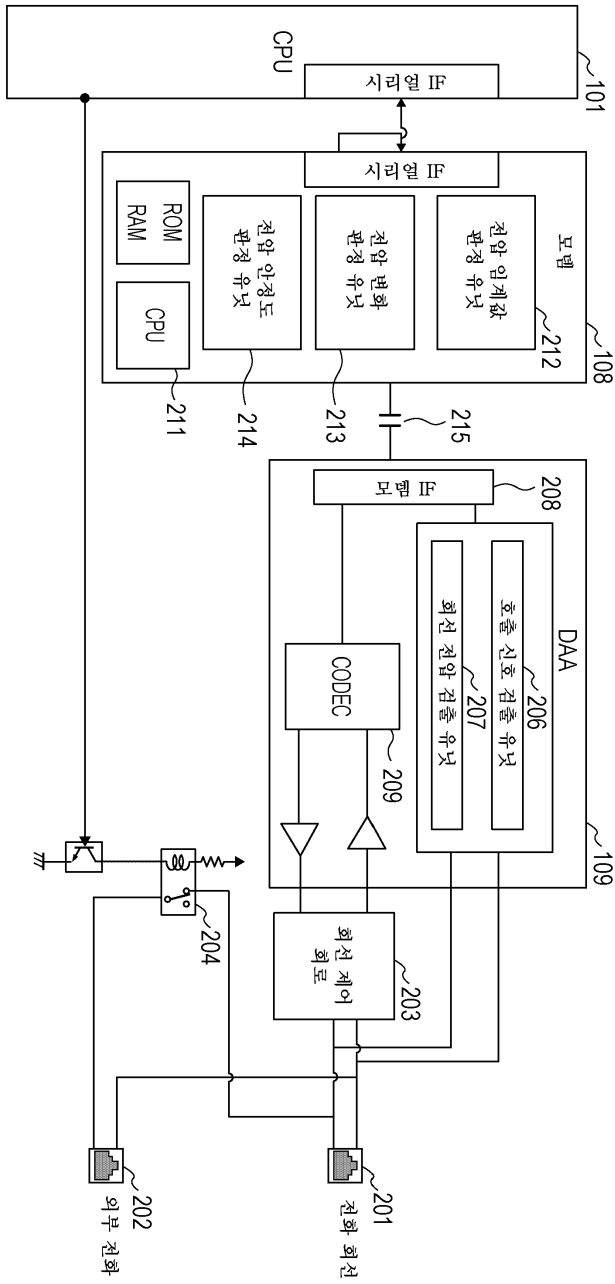 CPU
시리얼 IF
101
시리얼 IF
모뎀
108
전압 임계값
판정 유닛
212
전압 변화
판정 유닛
213
전압 안정도
판정 유닛
214
ROM
RAM
CPU
211
215
모뎀 IF
208
DAA
109
호출 신호 검출 유닛
206
회선 전압 검출 유닛
207
CODEC
209
회선 제어
회로
203
204
201
전화 회선
202
외부 전화